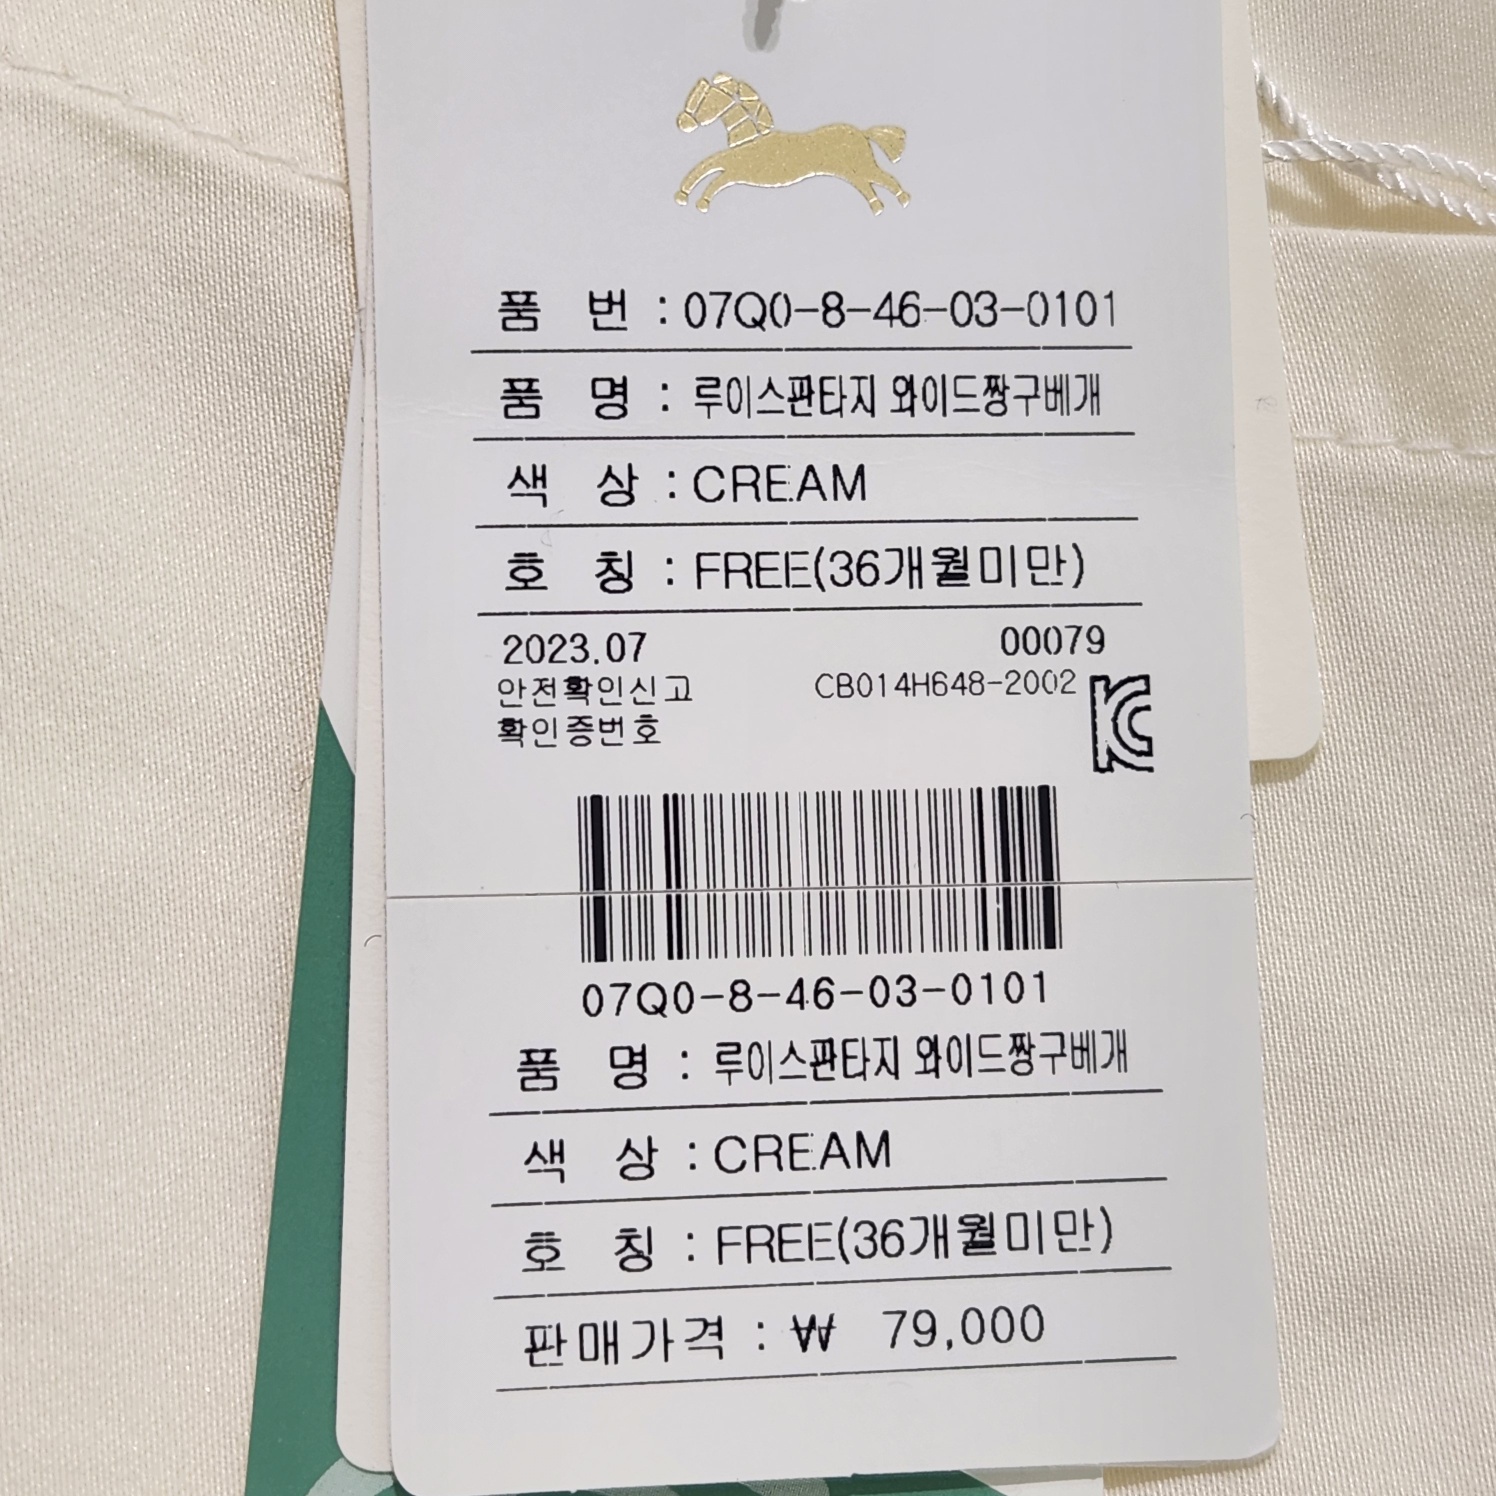 품 번 : 07Q0-8-46-03-0101
품 명 : 루이스판타지 와이드짱구베개
색 상 : CREAM
호 칭 : FREE(36개월미만)
2023.07 00079
안전확인신고 CB014H648-2002
확인증번호
07Q0-8-46-03-0101
품 명 : 루이스판타지 와이드짱구베개
색 상 : CREAM
호 칭 : FREE(36개월미만)
판매가격 : ₩ 79,000